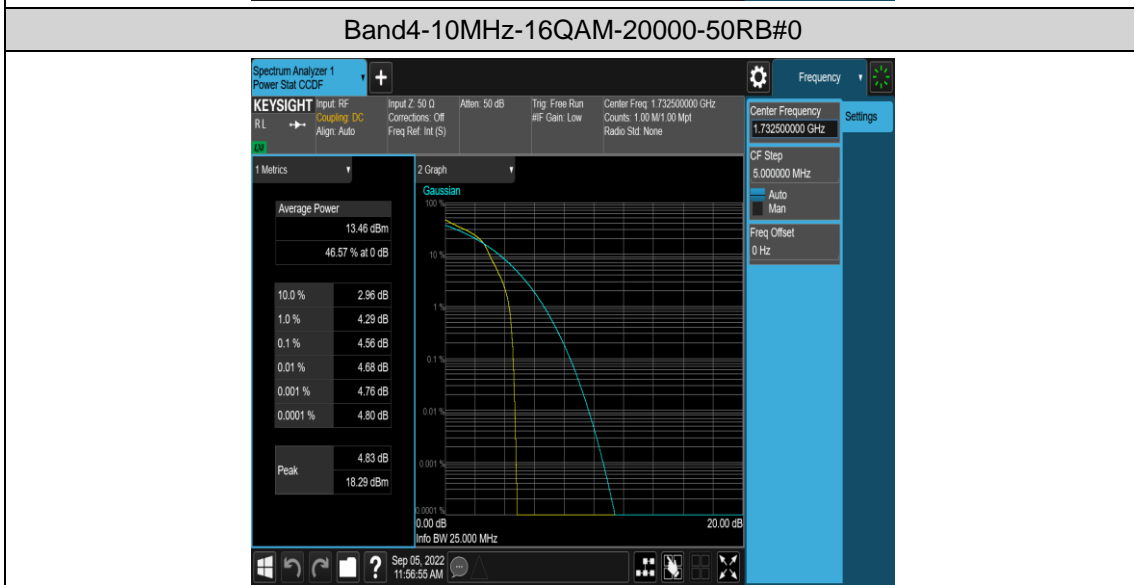 Band4-10MHz-16QAM-20000-50RB#0
Spectrum Analyzer 1
Power Stat CCDF
+
Frequency
KEYSIGHT
RL
Input: RF
Coupling: DC
Align: Auto
Input Z: 50 Ω
Corrections: Off
Freq Ref: Int (S)
Atten: 50 dB
Trig: Free Run
#IF Gain: Low
Center Freq: 1.732500000 GHz
Counts: 1.00 M/1.00 Mpt
Radio Std: None
Center Frequency
1.732500000 GHz
Settings
CF Step
5.000000 MHz
Auto
Man
Freq Offset
0 Hz
1 Metrics
Average Power
13.46 dBm
46.57 % at 0 dB
10.0 % 2.96 dB
1.0 % 4.29 dB
0.1 % 4.56 dB
0.01 % 4.68 dB
0.001 % 4.76 dB
0.0001 % 4.80 dB
Peak
4.83 dB
18.29 dBm
2 Graph
Gaussian
100 %
10 %
1 %
0.1 %
0.01 %
0.001 %
0.0001 %
0.00 dB 20.00 dB
Info BW 25.000 MHz
?
Sep 05, 2022
11:56:55 AM